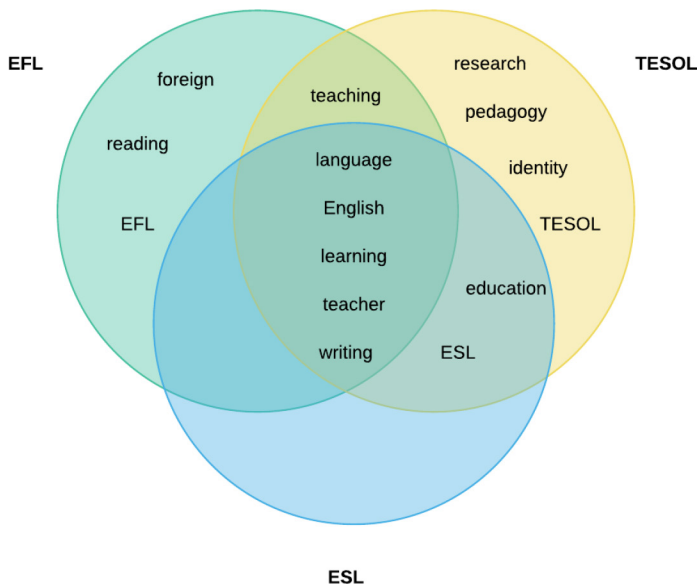 EFL
TESOL
foreign
reading
EFL
teaching
research
pedagogy
identity
TESOL
language
English
learning
teacher
writing
education
ESL
ESL